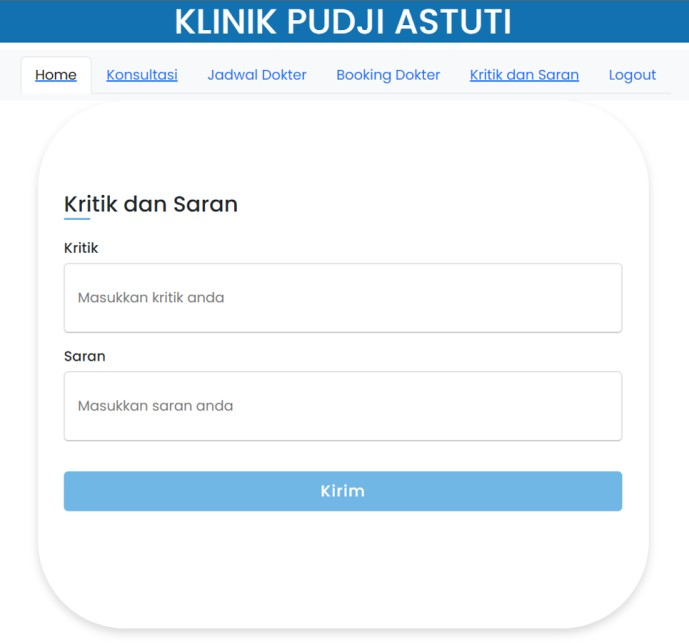 KLINIK PUDJI ASTUTI
Home Konsultasi Jadwal Dokter Booking Dokter Kritik dan Saran Logout
Kritik dan Saran
Kritik
Masukkan kritik anda
Saran
Masukkan saran anda
Kirim